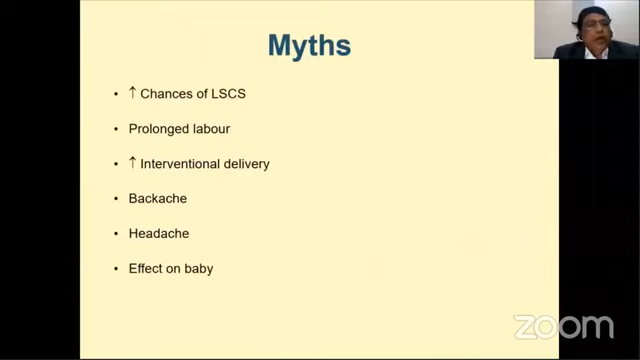 Myths
• ↑ Chances of LSCS
• Prolonged labour
• ↑ Interventional delivery
• Backache
• Headache
• Effect on baby
zoom